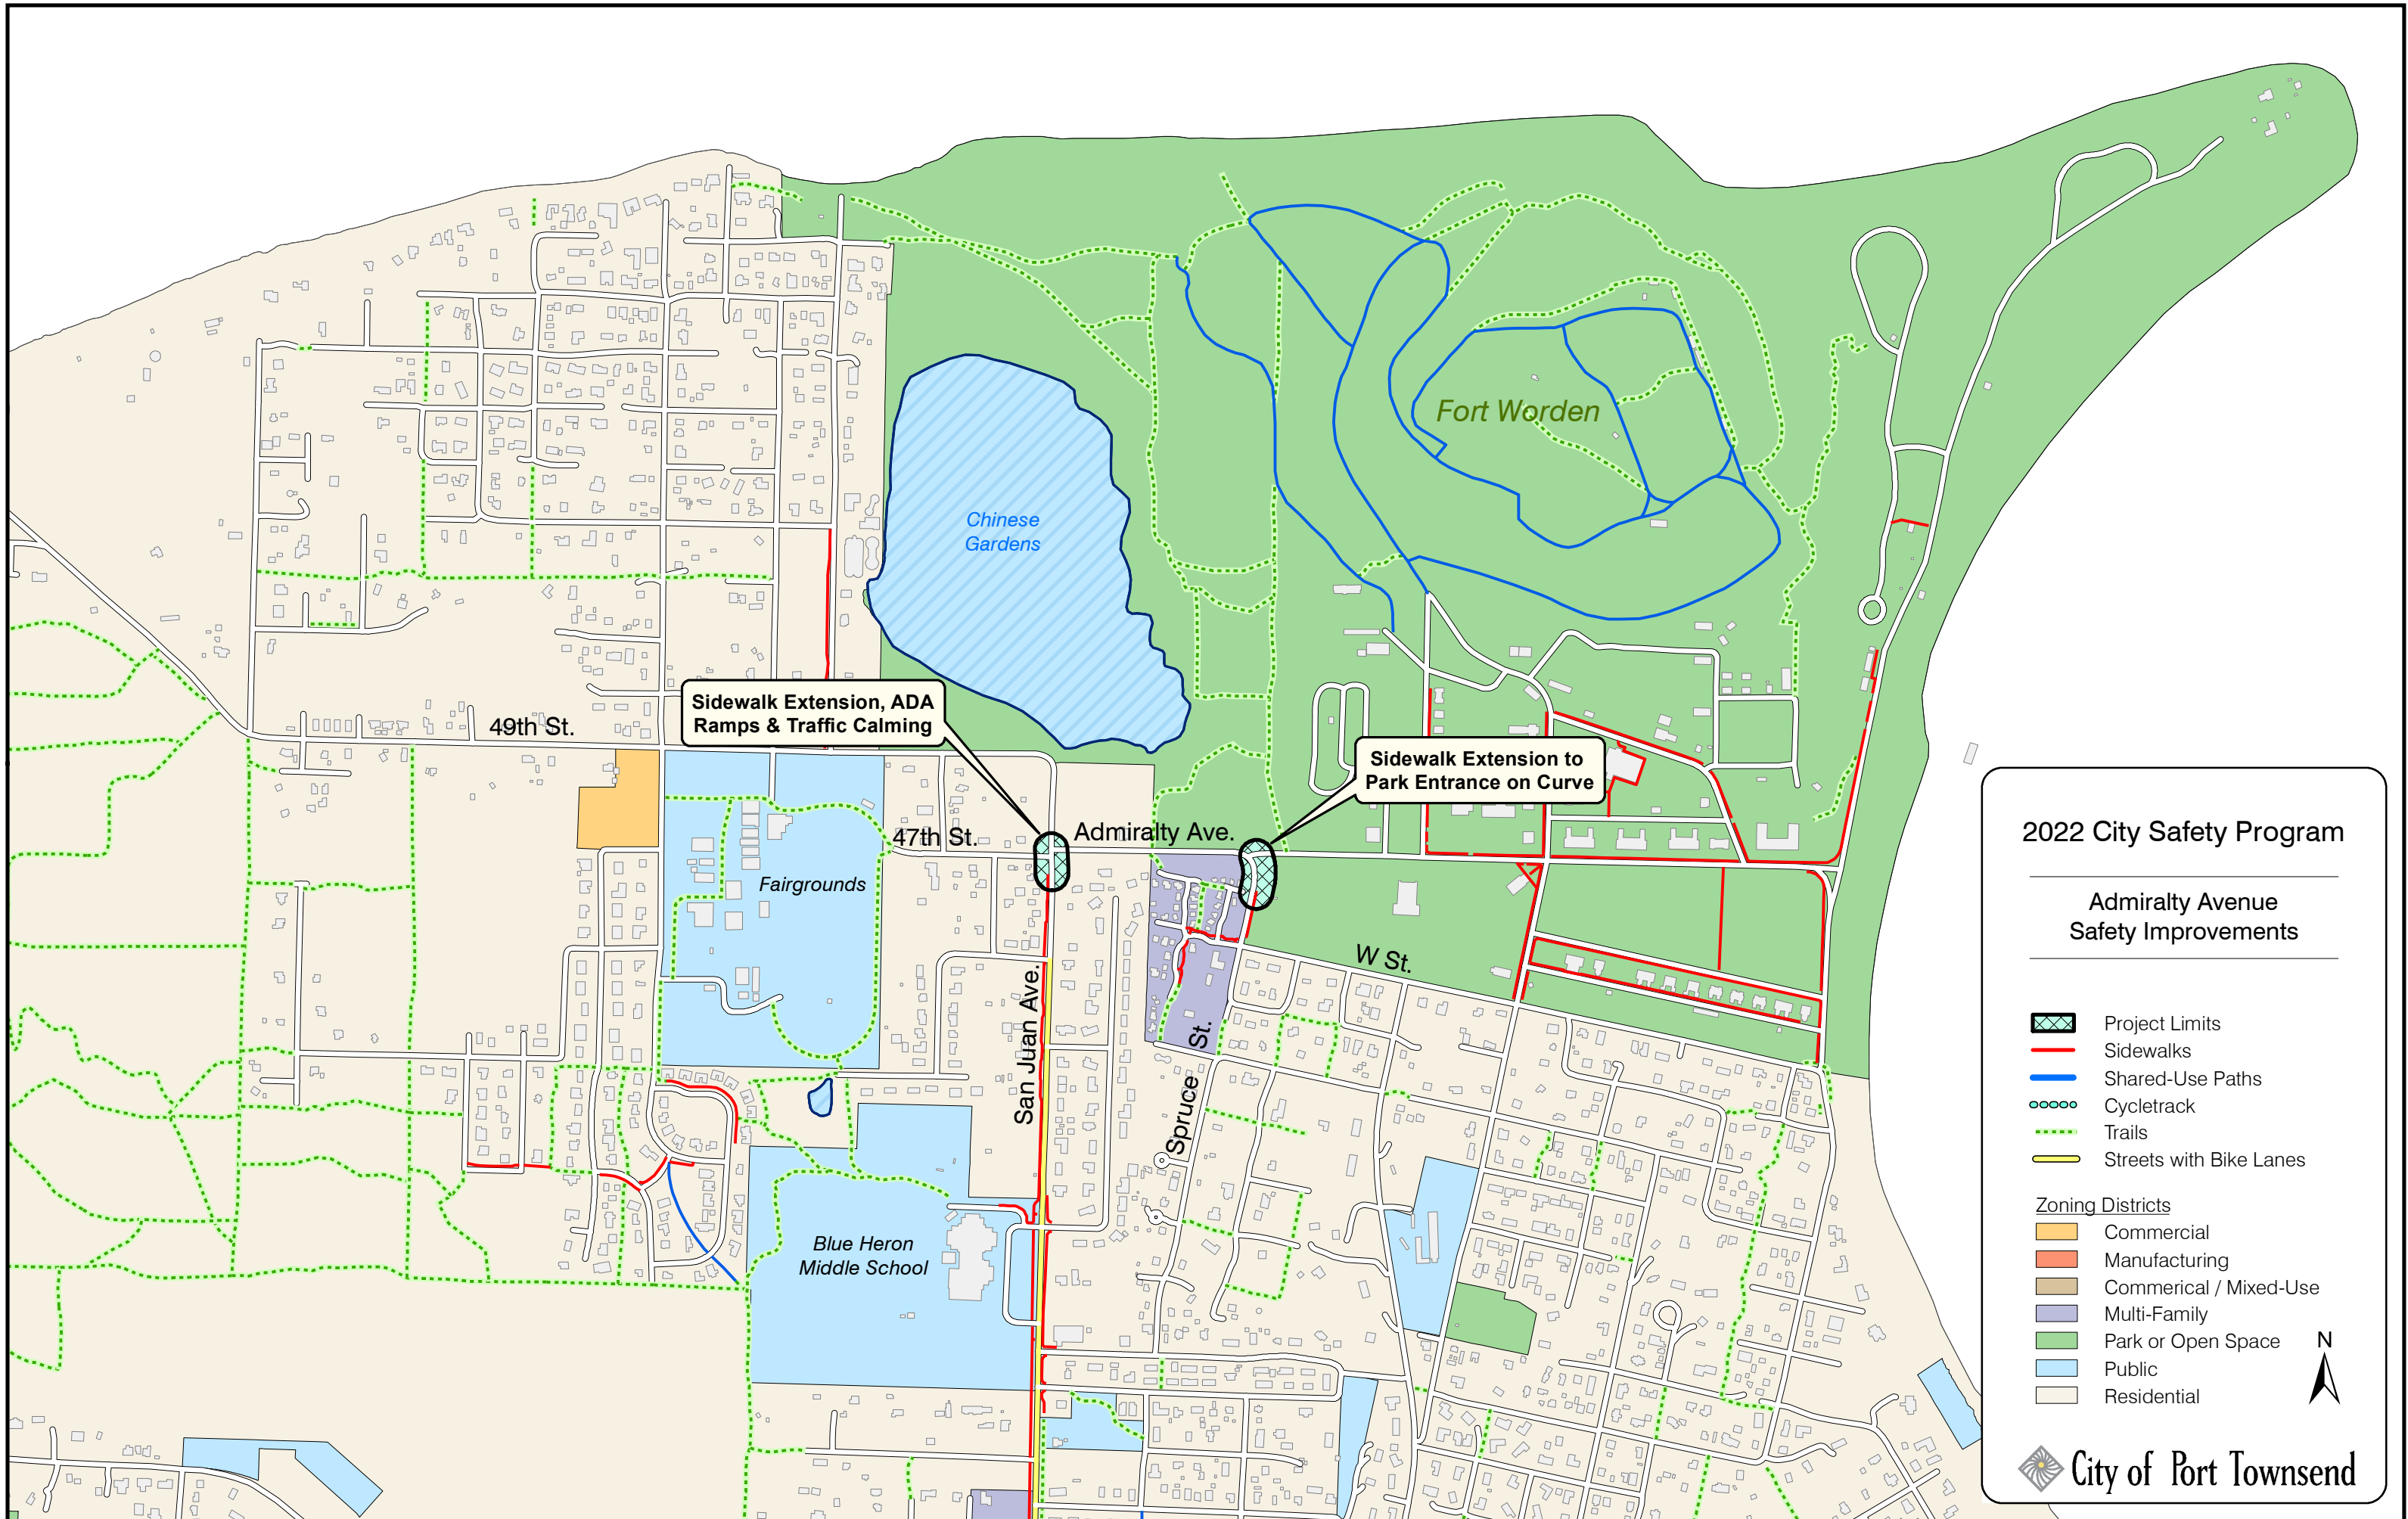 Chinese
Gardens
Fort Worden
49th St.
Sidewalk Extension, ADA
Ramps & Traffic Calming
Sidewalk Extension to
Park Entrance on Curve
47th St.
Admiralty Ave.
Fairgrounds
W St.
San Juan Ave.
Spruce St.
Blue Heron
Middle School
2022 City Safety Program
Admiralty Avenue
Safety Improvements
Project Limits
Sidewalks
Shared-Use Paths
Cycletrack
Trails
Streets with Bike Lanes
Zoning Districts
Commercial
Manufacturing
Commerical / Mixed-Use
Multi-Family
Park or Open Space
Public
Residential
N
City of Port Townsend